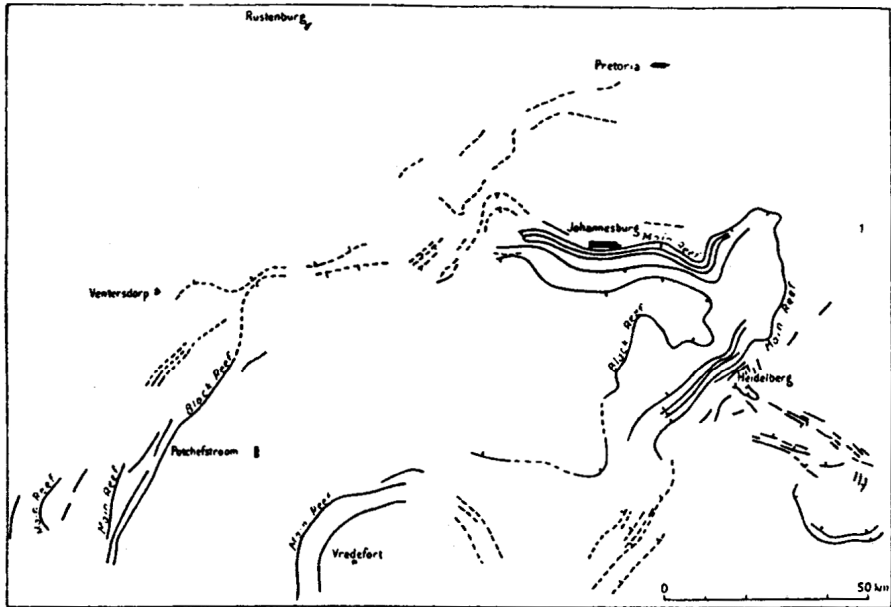 Rustenburg
Pretoria
Johannesburg
Main Reef
1
Ventersdorp
Main Reef
Black Reef
Heidelberg
Black Reef
Potchefstroom
Main Reef
Main Reef
Main Reef
Vredefort
0 50 km